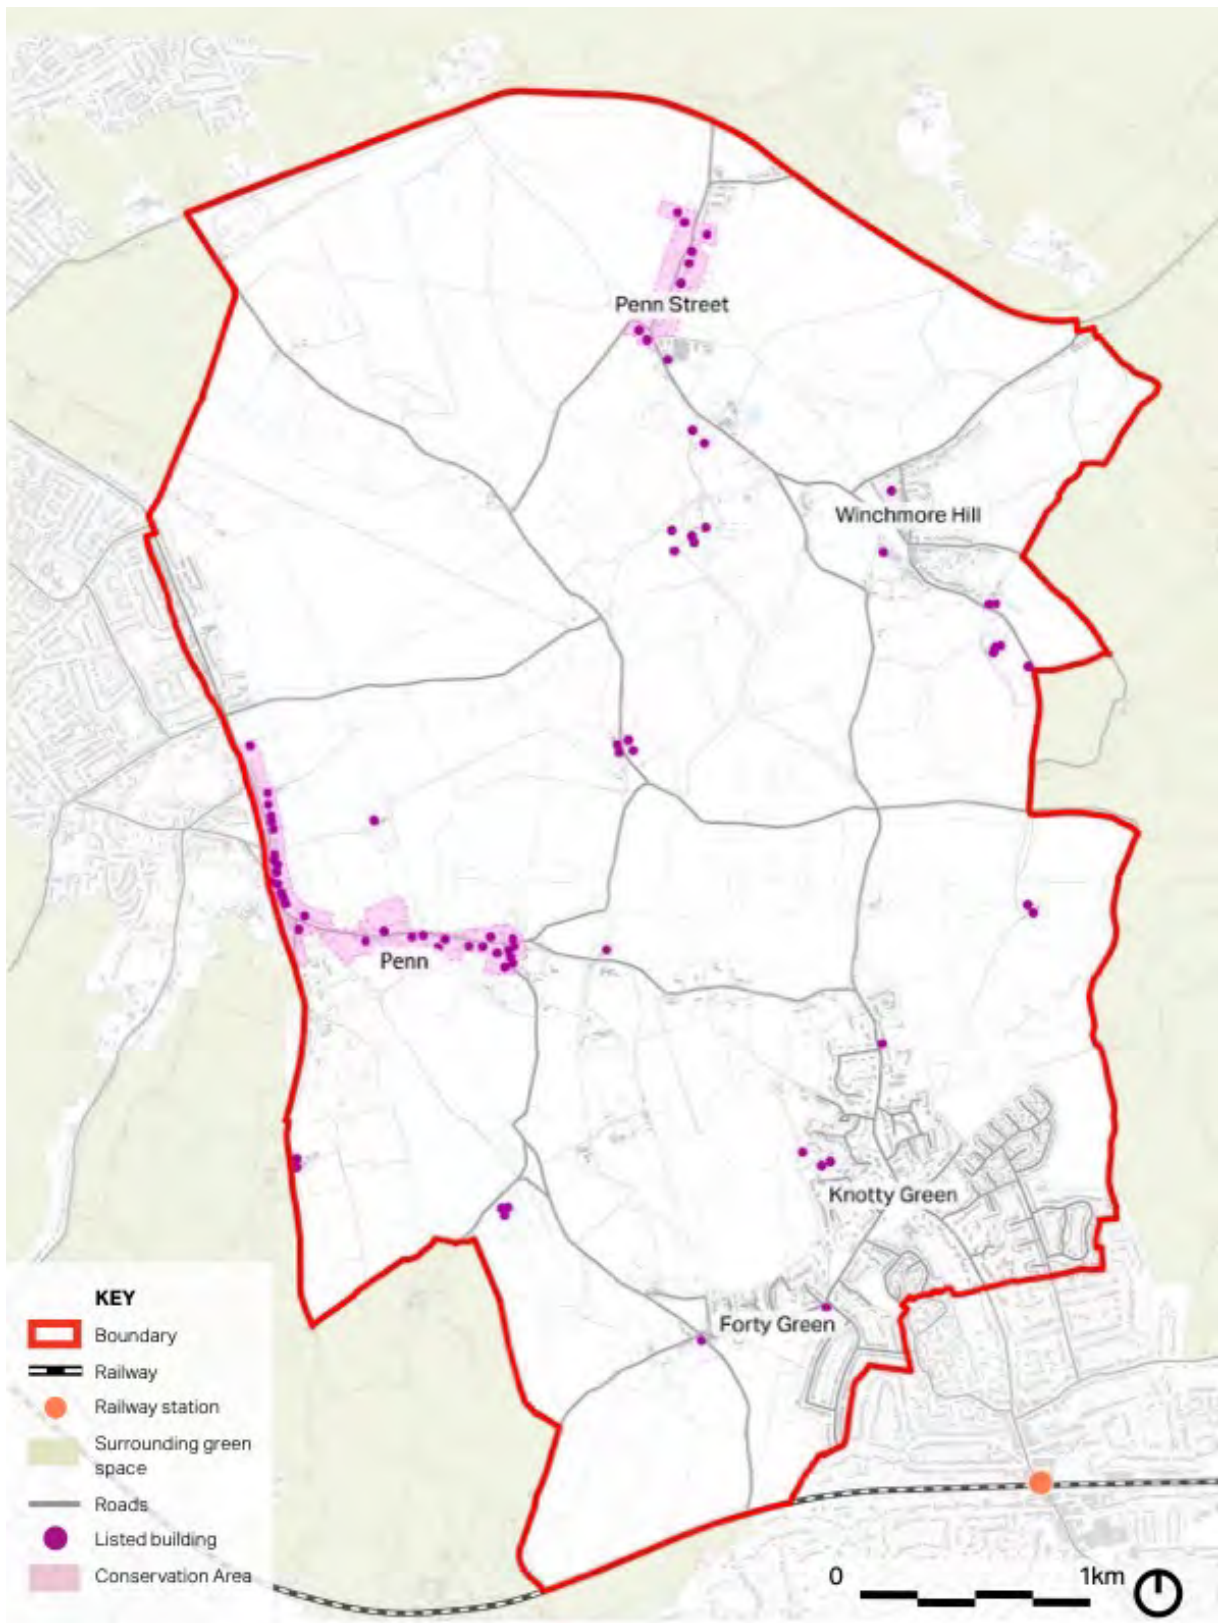 Penn Street
Winchmore Hill
Penn
Knotty Green
Forty Green
KEY
Boundary
Railway
Railway station
Surrounding green
space
Roads
Listed building
Conservation Area
0 1km